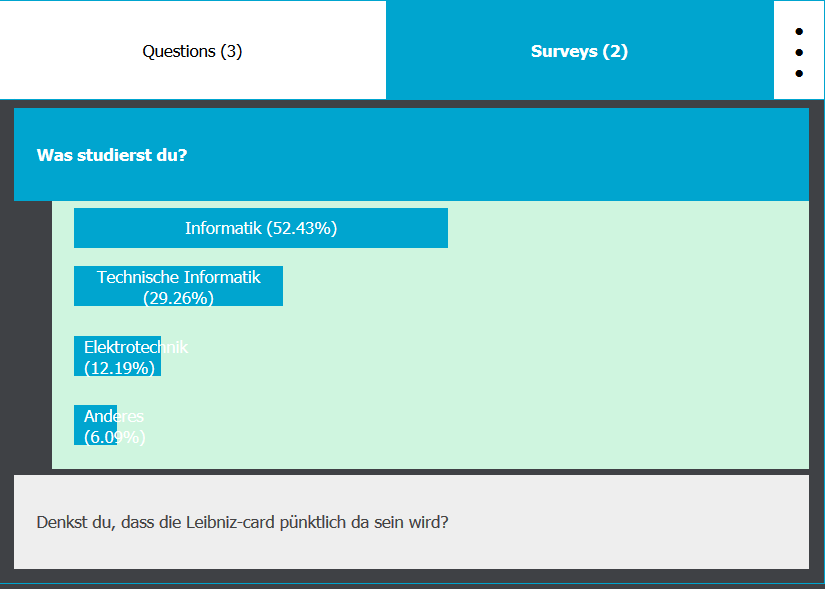 Questions (3)
Surveys (2)
Was studierst du?
Informatik (52.43%)
Technische Informatik
(29.26%)
Elektrotechnik
(12.19%)
Anderes
(6.09%)
Denkst du, dass die Leibniz-card pünktlich da sein wird?